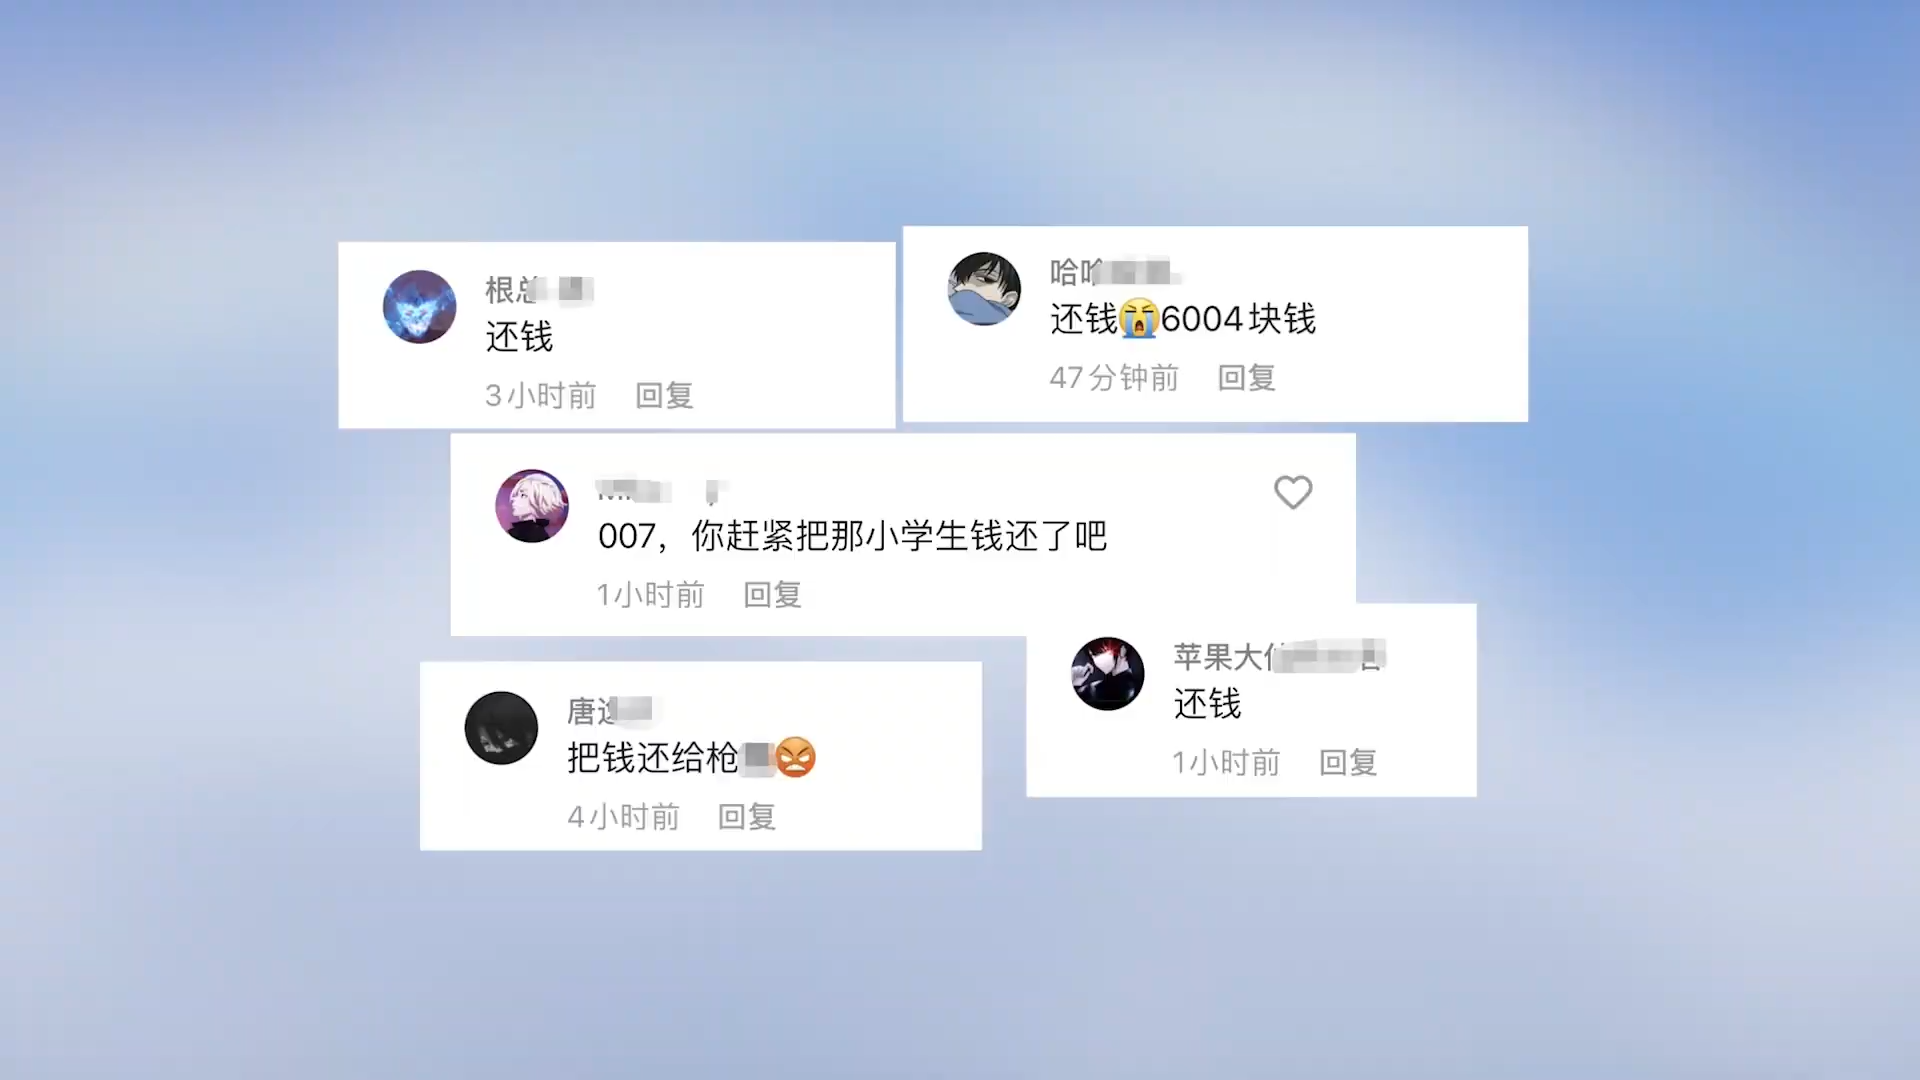 根总
还钱
3小时前 回复
哈哈
还钱😭6004块钱
47分钟前 回复
007，你赶紧把那小学生钱还了吧
1小时前 回复
苹果大
还钱
1小时前 回复
唐
把钱还给枪😡
4小时前 回复